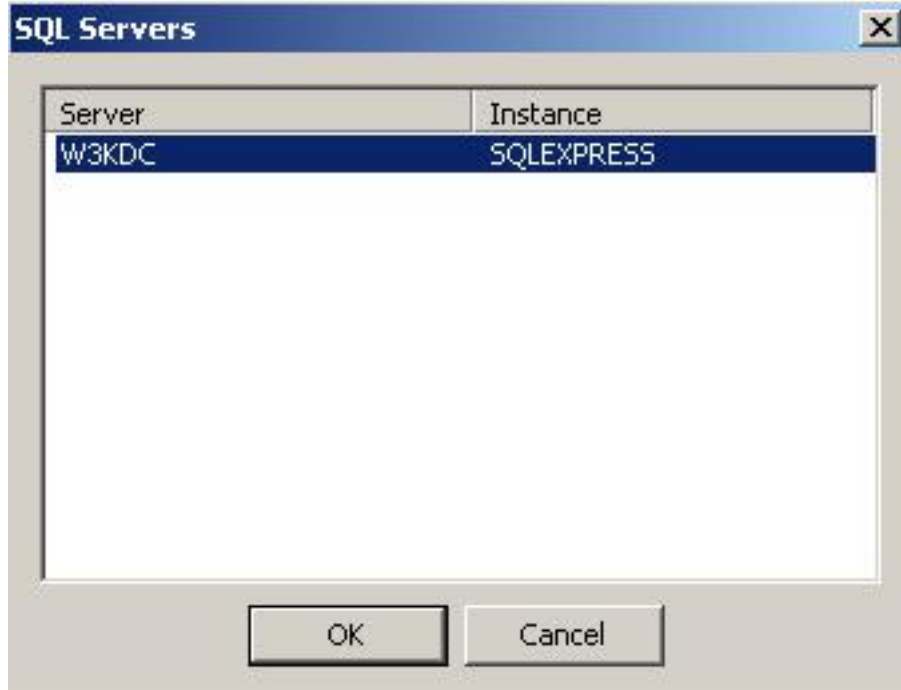 SQL Servers
Server Instance
W3KDC SQLEXPRESS
OK Cancel